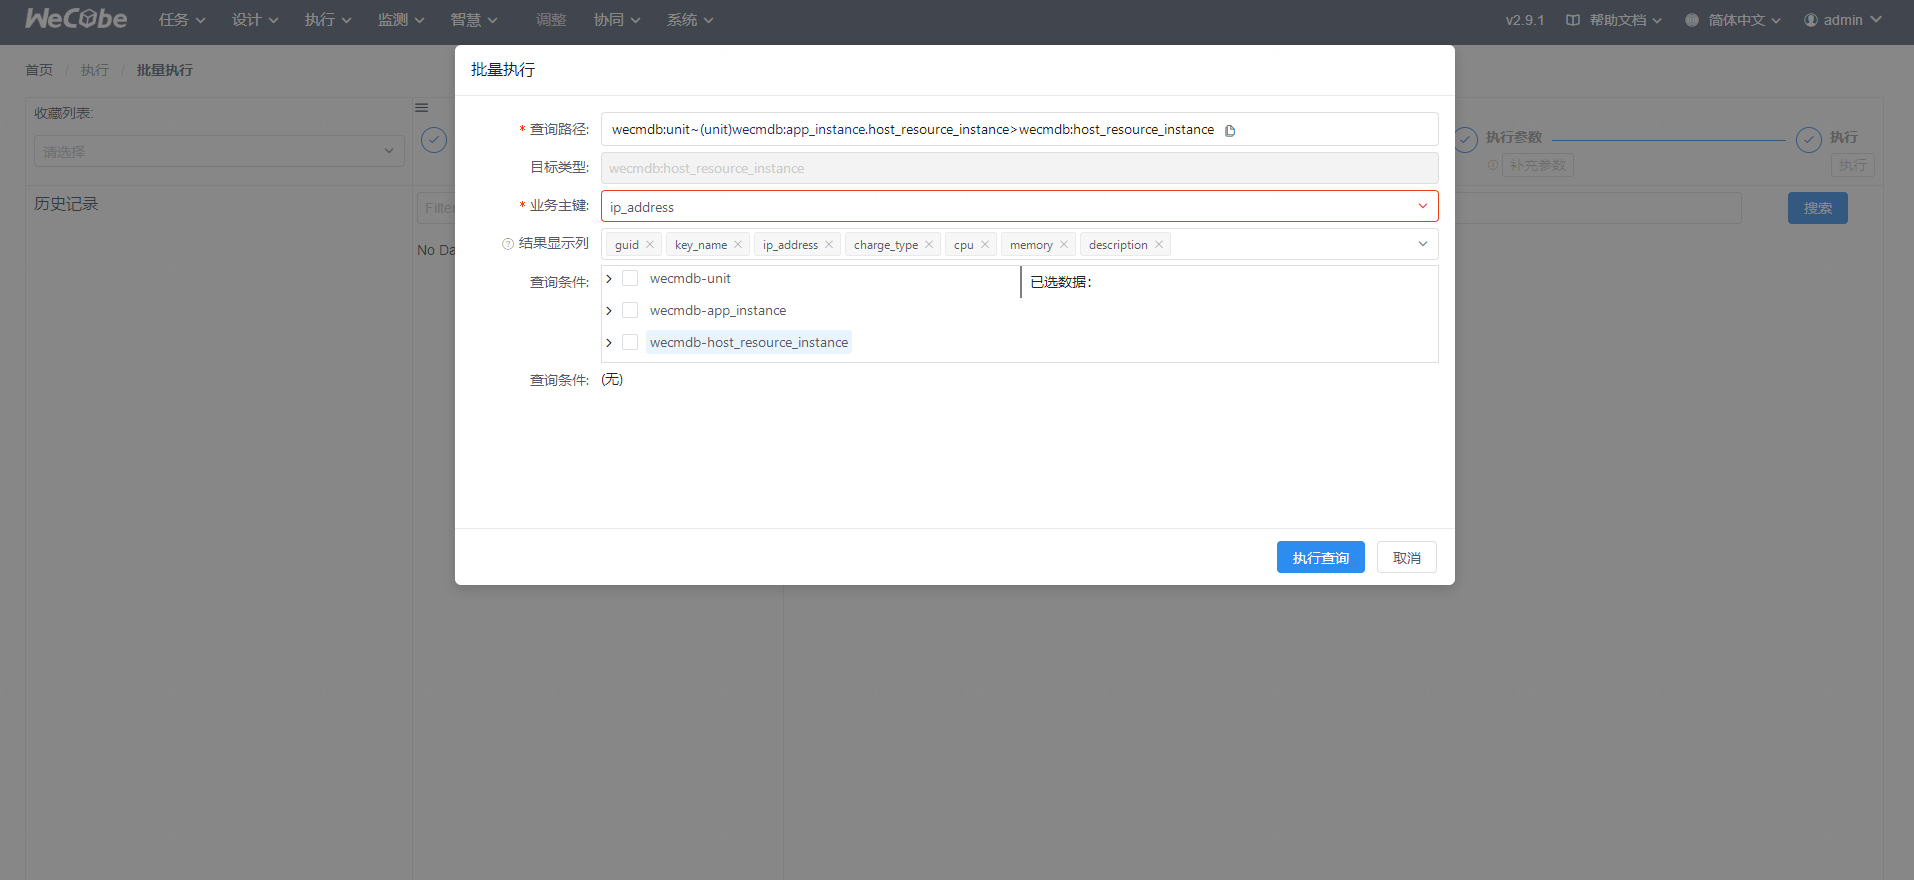 WeCube 任务 设计 执行 监测 智慧 调整 协同 系统 v2.9.1 帮助文档 简体中文 admin
首页 / 执行 / 批量执行
收藏列表:
请选择
历史记录
Filter
No Da
执行参数
补充参数
执行
执行
搜索
批量执行
* 查询路径: wecmdb:unit~(unit)wecmdb:app_instance.host_resource_instance>wecmdb:host_resource_instance
目标类型: wecmdb:host_resource_instance
* 业务主键: ip_address
结果显示列 guid key_name ip_address charge_type cpu memory description
查询条件: wecmdb-unit
wecmdb-app_instance
wecmdb-host_resource_instance
已选数据:
查询条件: (无)
执行查询 取消